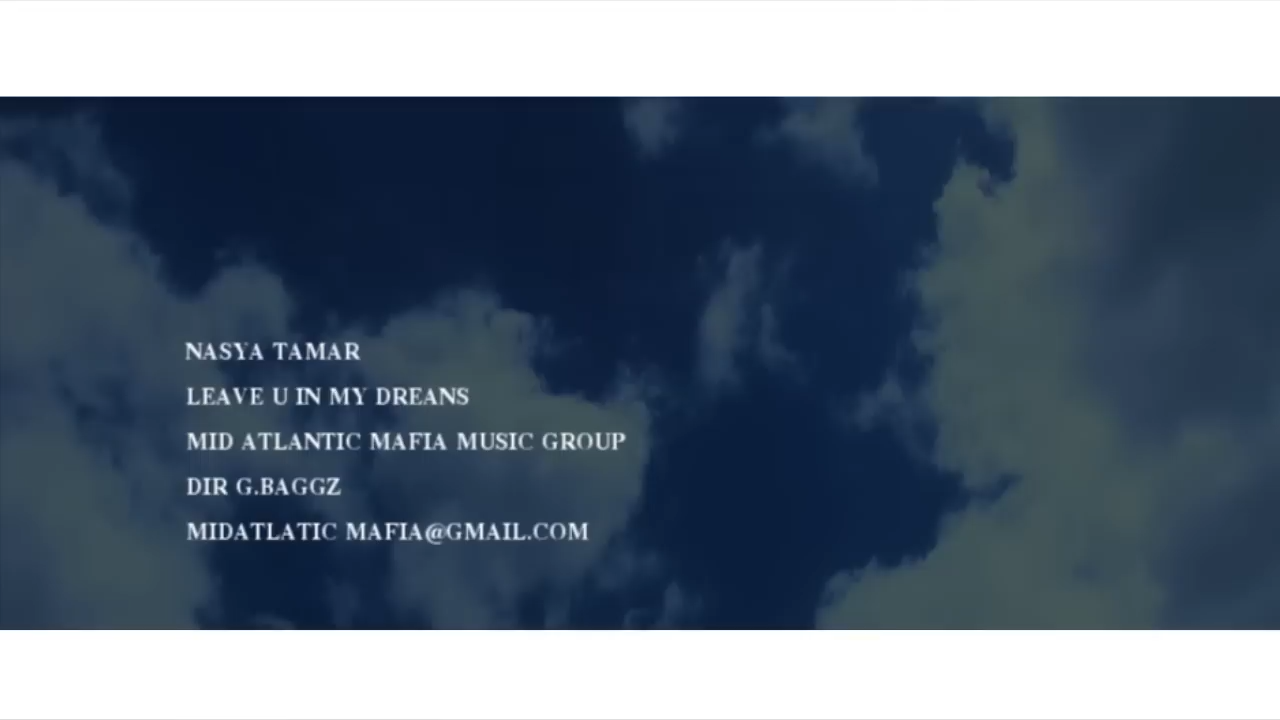 NASYA TAMAR
LEAVE U IN MY DREANS
MID ATLANTIC MAFIA MUSIC GROUP
DIR G.BAGGZ
MIDATLATIC MAFIA@GMAIL.COM